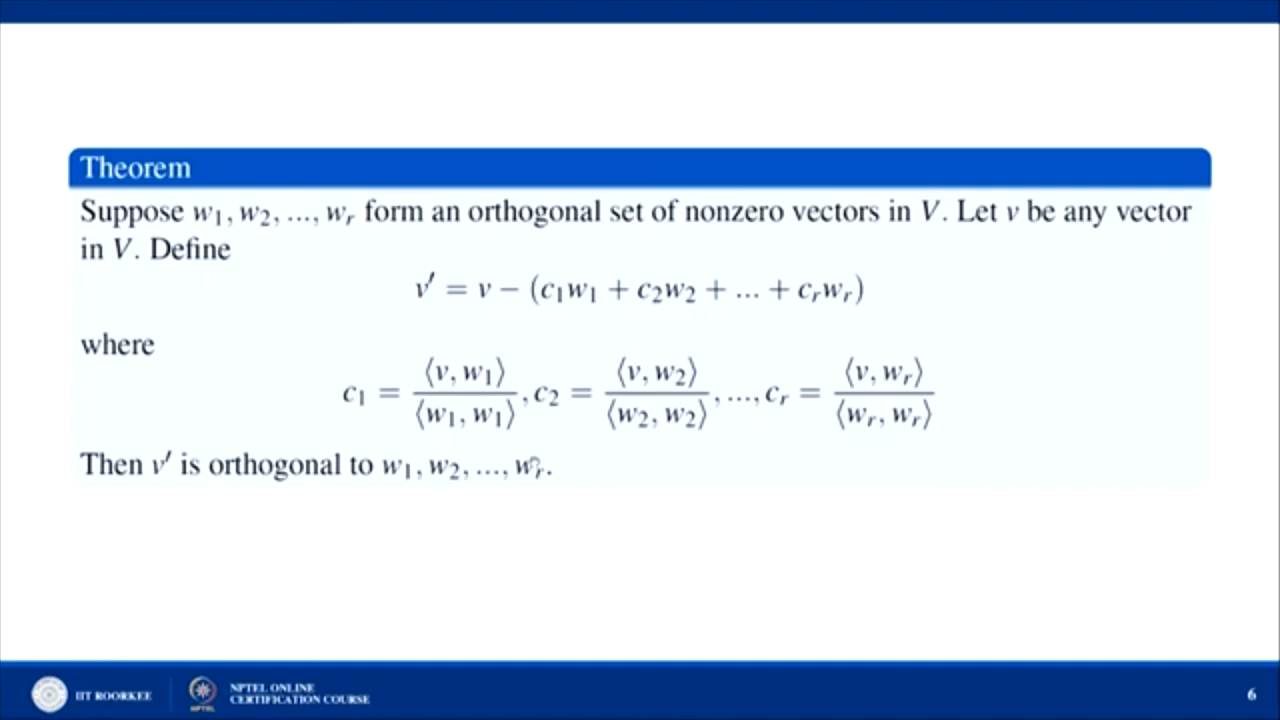 Theorem
Suppose w₁, w₂, ..., wᵣ form an orthogonal set of nonzero vectors in V. Let v be any vector
in V. Define
v′ = v − (c₁w₁ + c₂w₂ + ... + cᵣwᵣ)
where
c₁ = ⟨v, w₁⟩ / ⟨w₁, w₁⟩, c₂ = ⟨v, w₂⟩ / ⟨w₂, w₂⟩, ..., cᵣ = ⟨v, wᵣ⟩ / ⟨wᵣ, wᵣ⟩
Then v′ is orthogonal to w₁, w₂, ..., wᵣ.
IIT ROORKEE
NPTEL
NPTEL ONLINE
CERTIFICATION COURSE
6